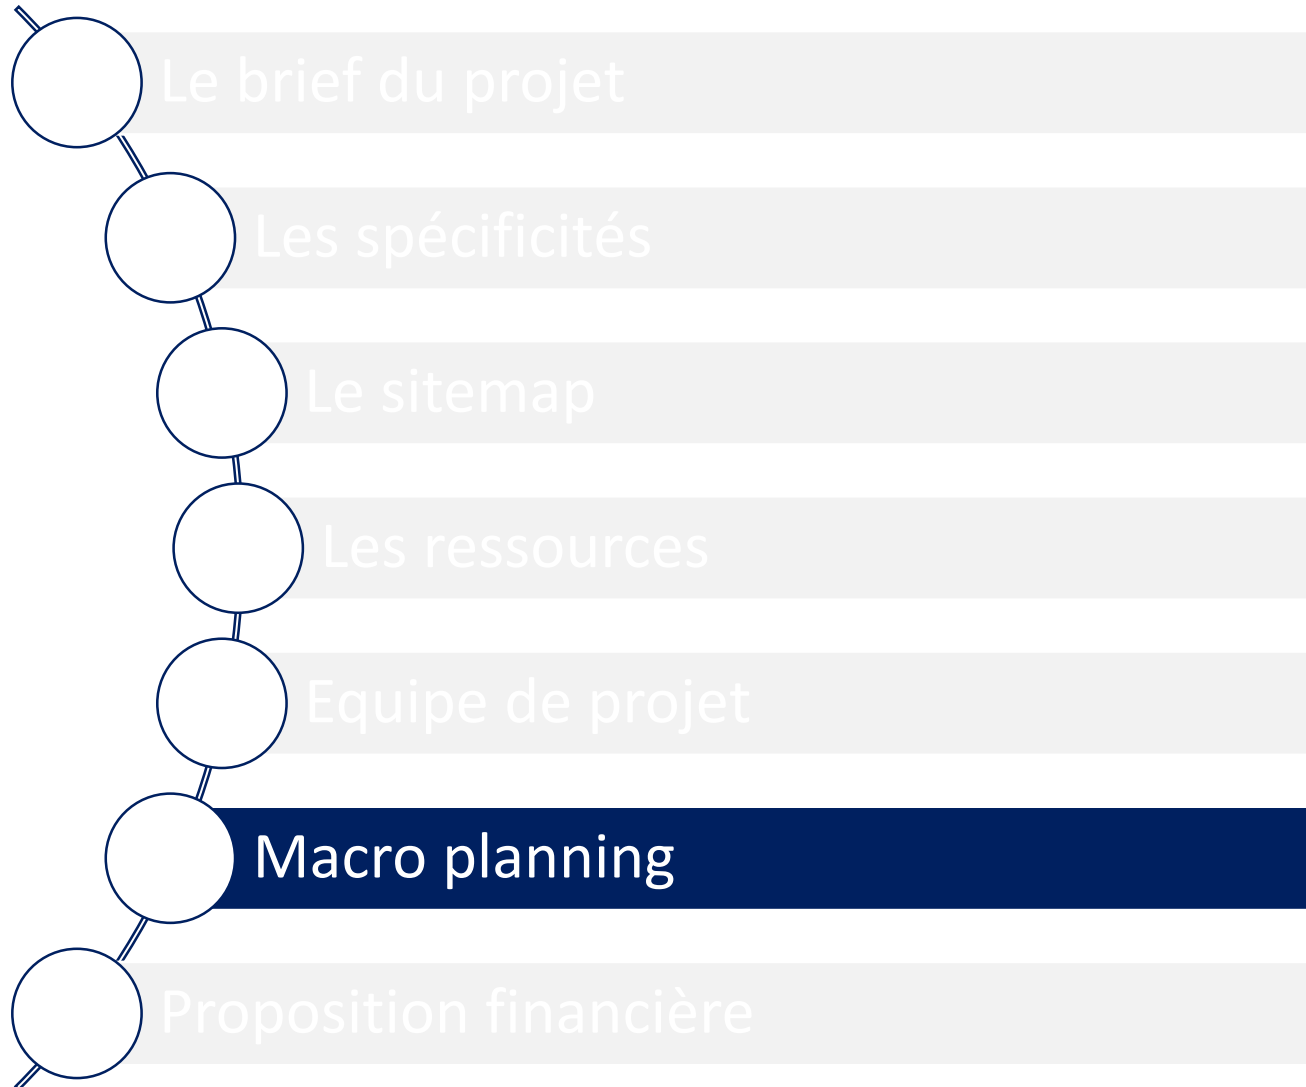 Le brief du projet
Les spécificités
Le sitemap
Les ressources
Equipe de projet
Macro planning
Proposition financière